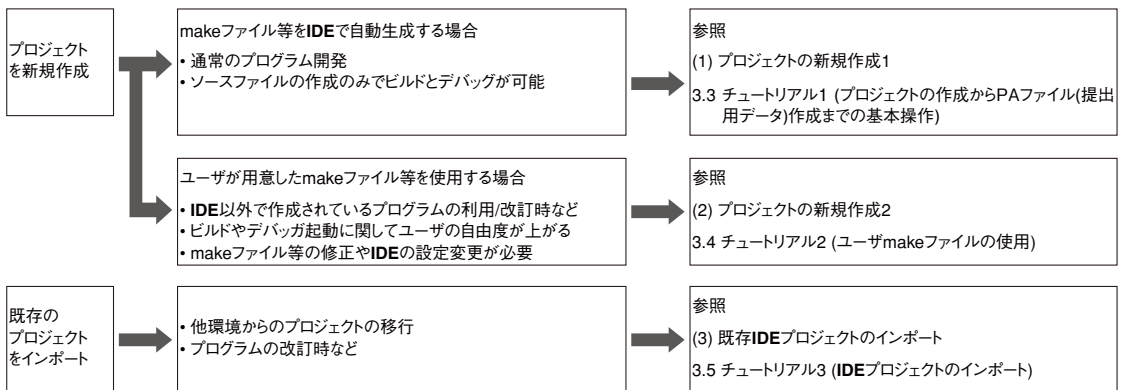 プロジェクト
を新規作成
makeファイル等をIDEで自動生成する場合
• 通常のプログラム開発
• ソースファイルの作成のみでビルドとデバッグが可能
参照
(1) プロジェクトの新規作成1
3.3 チュートリアル1 (プロジェクトの作成からPAファイル(提出
用データ)作成までの基本操作)
ユーザが用意したmakeファイル等を使用する場合
• IDE以外で作成されているプログラムの利用/改訂時など
• ビルドやデバッガ起動に関してユーザの自由度が上がる
• makeファイル等の修正やIDEの設定変更が必要
参照
(2) プロジェクトの新規作成2
3.4 チュートリアル2 (ユーザmakeファイルの使用)
既存の
プロジェクト
をインポート
• 他環境からのプロジェクトの移行
• プログラムの改訂時など
参照
(3) 既存IDEプロジェクトのインポート
3.5 チュートリアル3 (IDEプロジェクトのインポート)